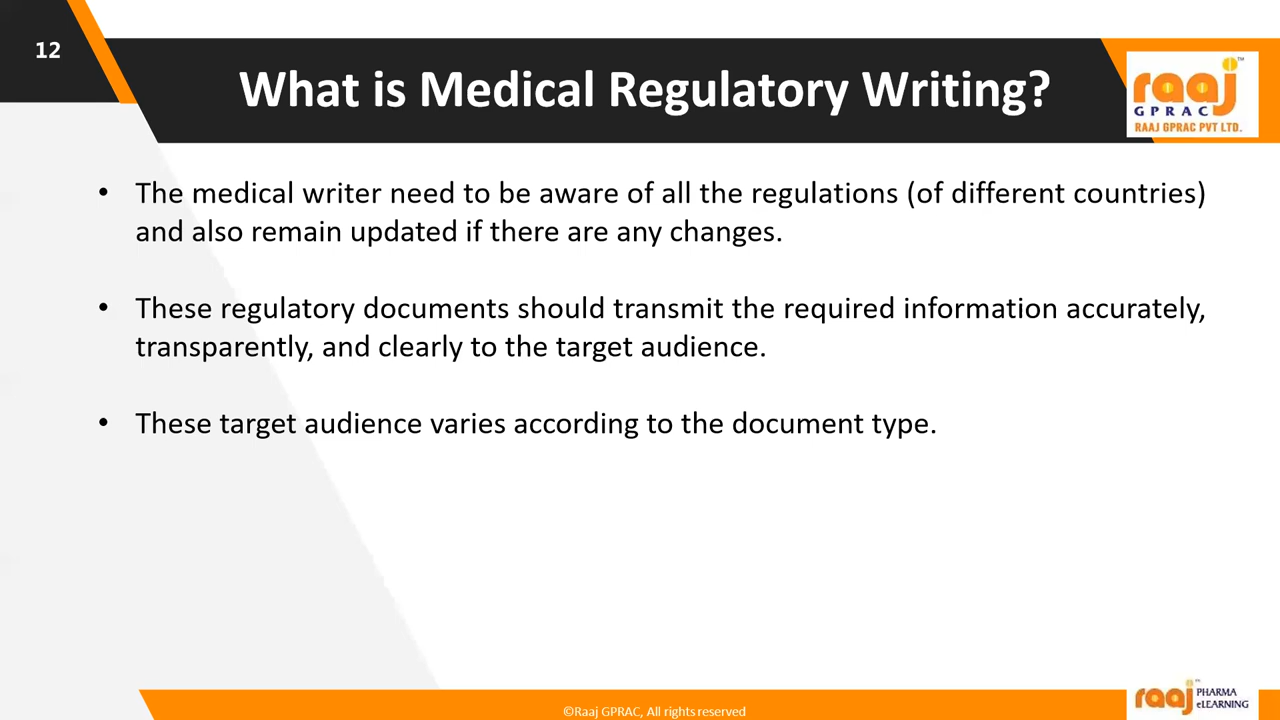 12
What is Medical Regulatory Writing?
raaj™
GPRAC
RAAJ GPRAC PVT LTD.
• The medical writer need to be aware of all the regulations (of different countries)
and also remain updated if there are any changes.
• These regulatory documents should transmit the required information accurately,
transparently, and clearly to the target audience.
• These target audience varies according to the document type.
©Raaj GPRAC, All rights reserved
raaj™ PHARMA
eLEARNING